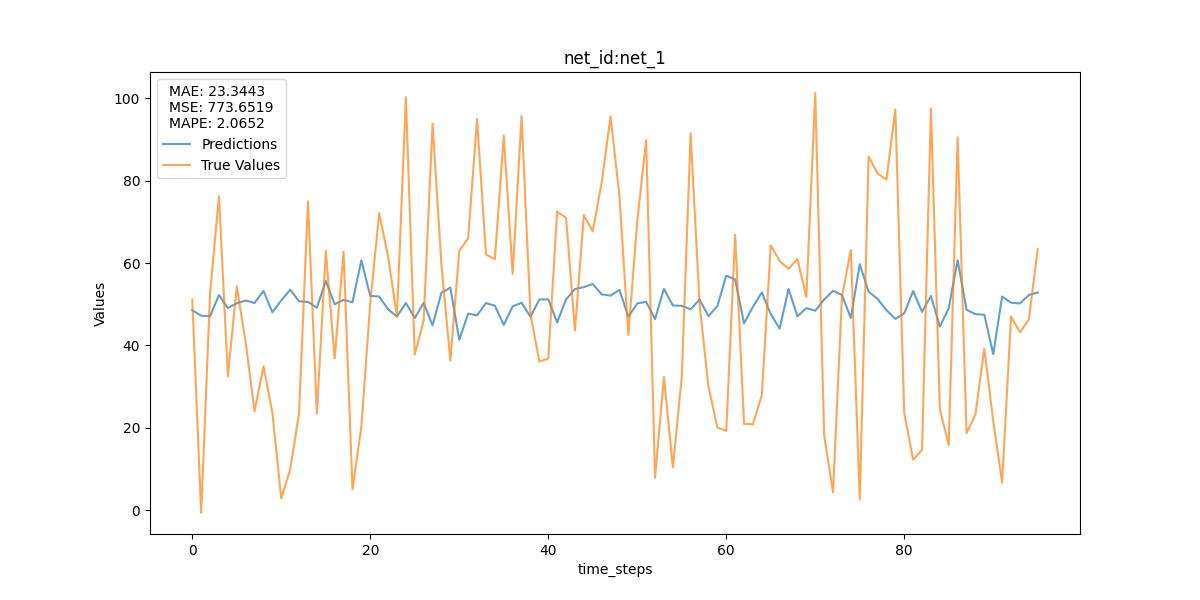 net_id:net_1
MAE: 23.3443
MSE: 773.6519
MAPE: 2.0652
Predictions
True Values
Values
100
80
60
40
20
0
0 20 40 60 80
time_steps